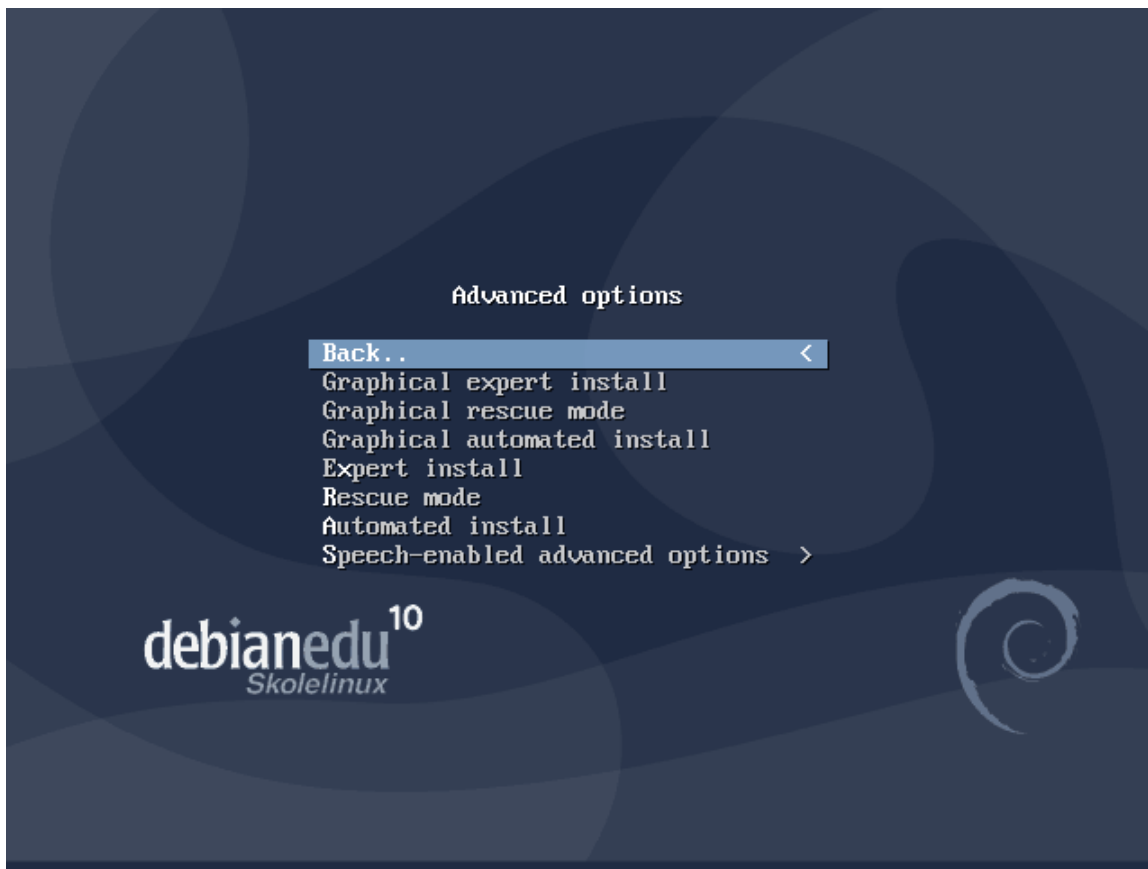 Advanced options
Back.. <
Graphical expert install
Graphical rescue mode
Graphical automated install
Expert install
Rescue mode
Automated install
Speech-enabled advanced options >
debianedu 10
Skolelinux